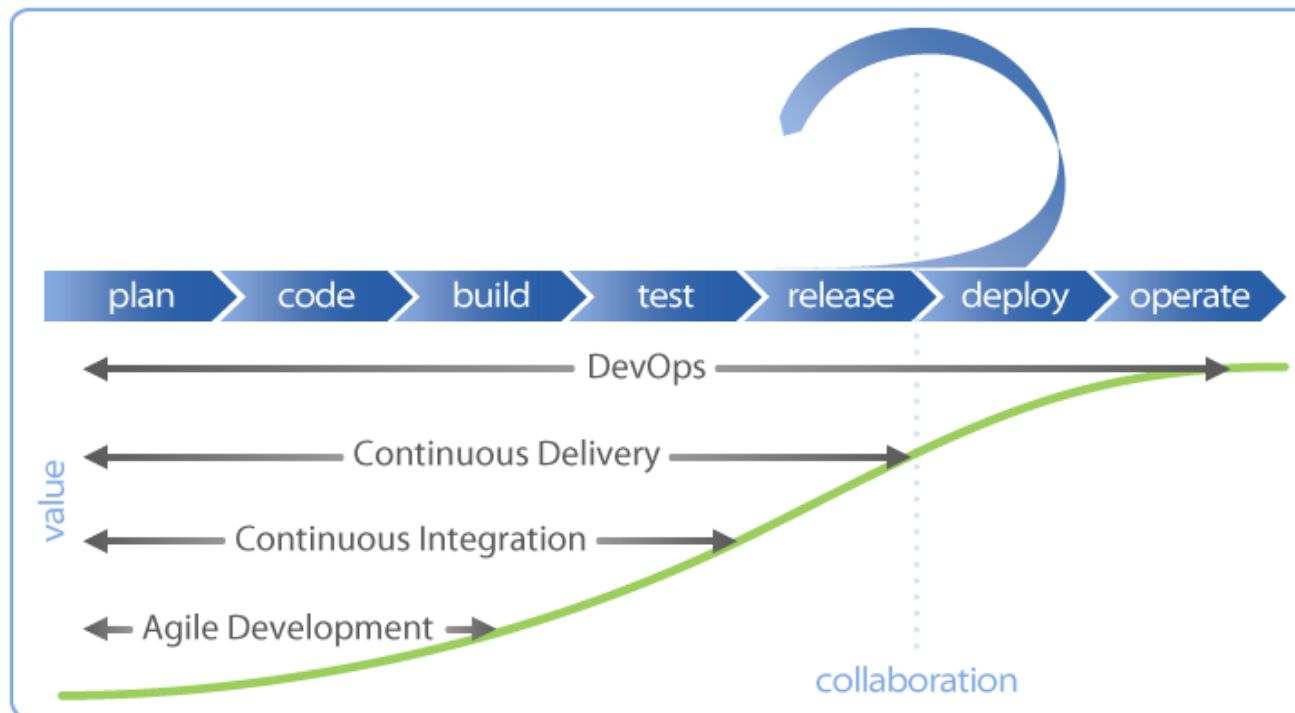 plan code build test release deploy operate
DevOps
Continuous Delivery
value
Continuous Integration
Agile Development
collaboration